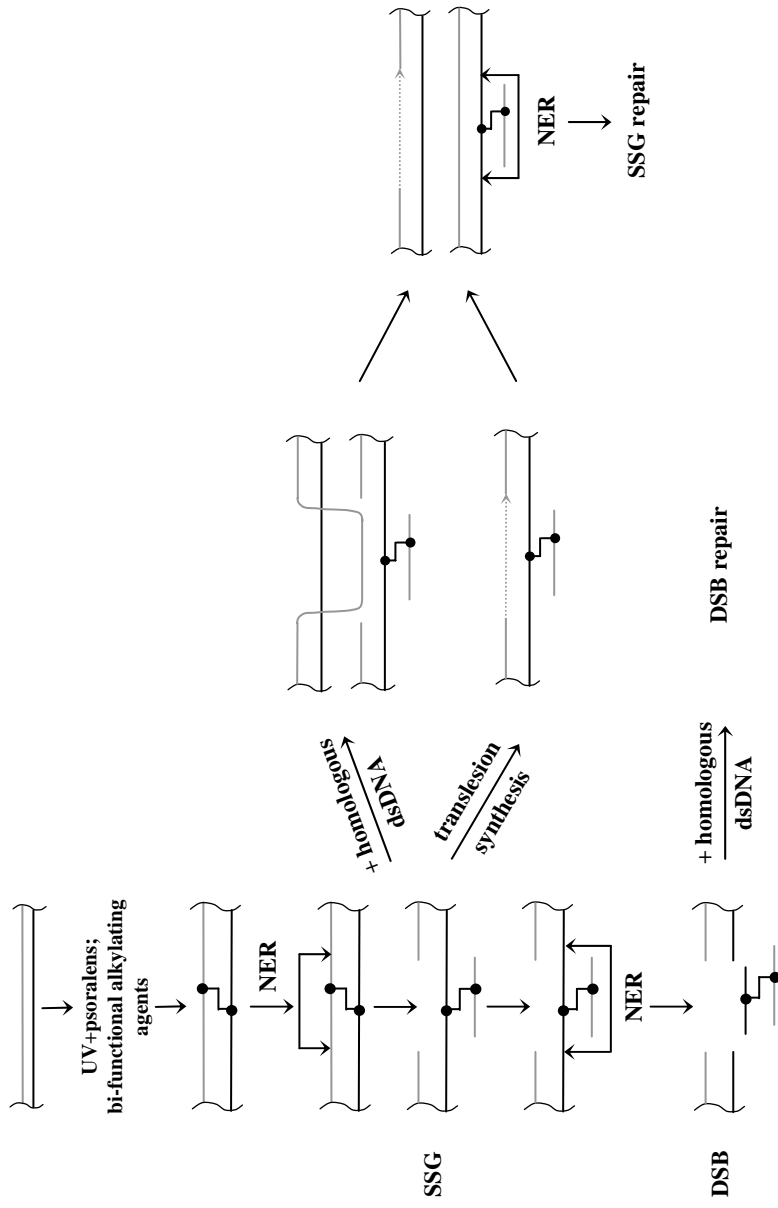 UV+psoralens;
bi-functional alkylating
agents
NER
SSG
NER
DSB
+ homologous
dsDNA
translesion
synthesis
+ homologous
dsDNA
DSB repair
NER
SSG repair